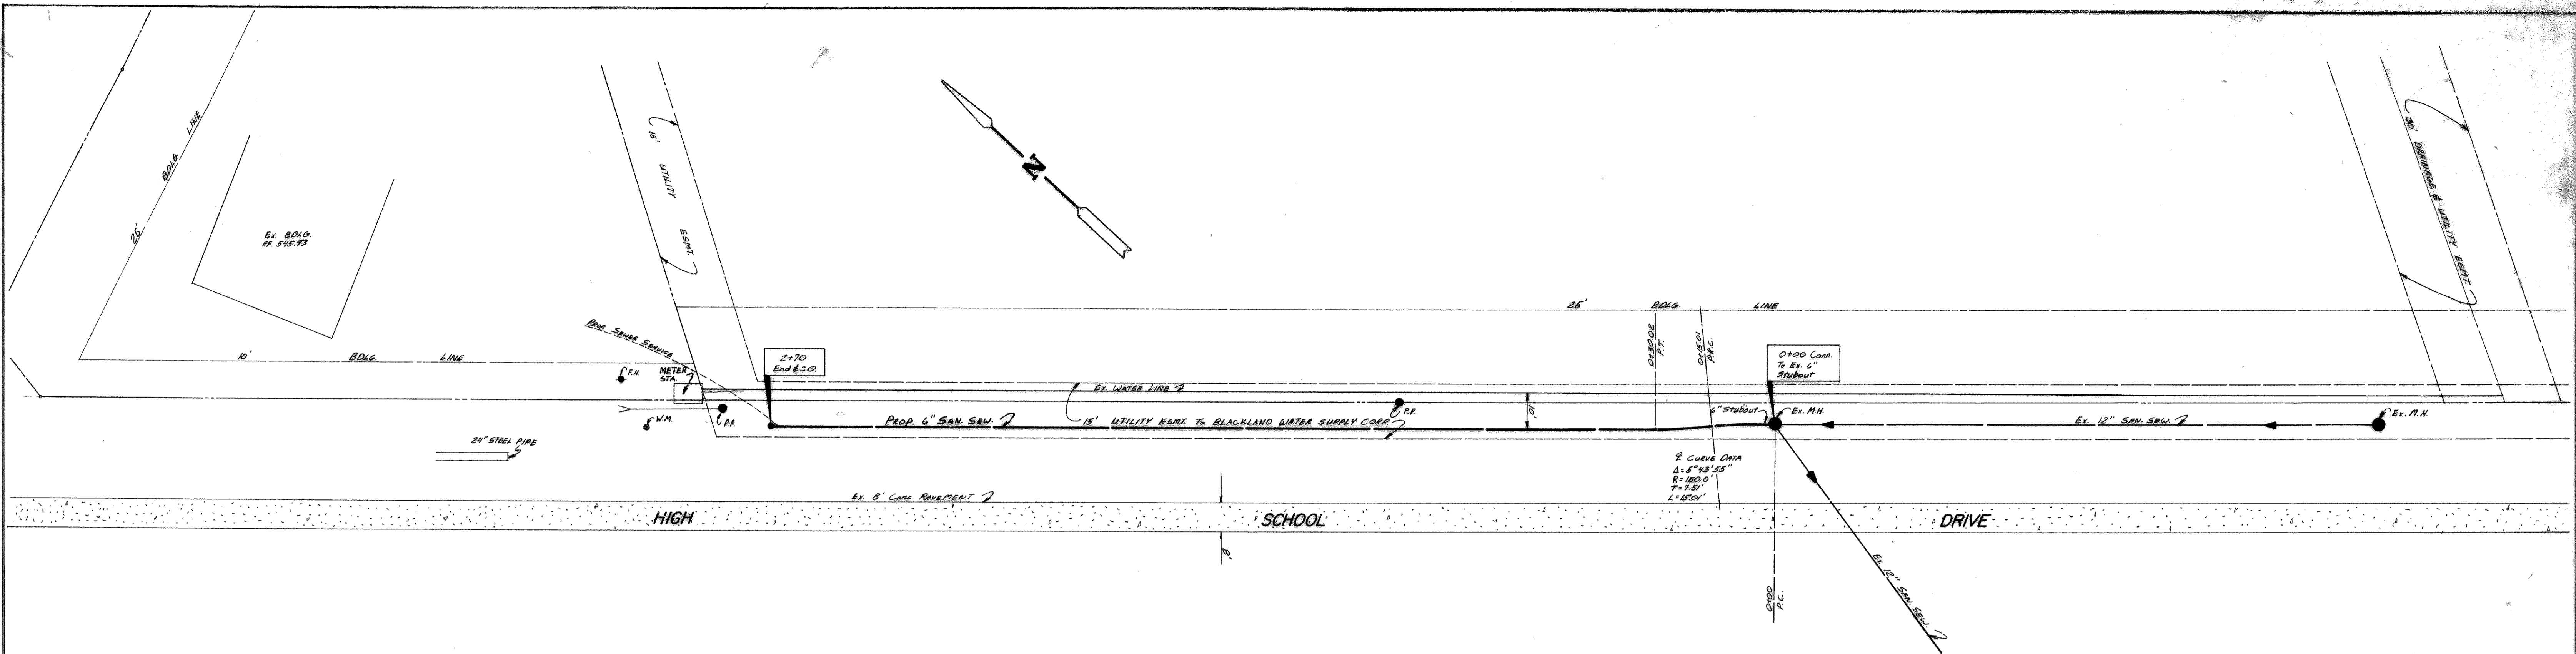 BDLG. LINE
25'
Ex. BDLG.
FF. 545.93
10' BDLG. LINE
15' UTILITY ESMT.
N
PROP. SEWER SERVICE
F.H.
METER
STA.
W.M.
P.P.
24" STEEL PIPE
2+70
End & C.O.
PROP. 6" SAN. SEW.
EX. WATER LINE
15' UTILITY ESMT. TO BLACKLAND WATER SUPPLY CORP.
P.P.
10'
25' BDLG. LINE
0+30.02
P.T.
0+15.01
P.R.C.
0+00 Conn.
To Ex. 6"
Stubout
6" Stubout
Ex. M.H.
Ex. 12" SAN. SEW.
Ex. M.H.
30' DRAINAGE & UTILITY ESMT.
℄ CURVE DATA
Δ = 5°43'55"
R = 150.0'
T = 7.51'
L = 15.01'
Ex. 8' Conc. PAVEMENT
HIGH SCHOOL DRIVE
8'
0+00
P.C.
Ex. 12" SAN. SEW.